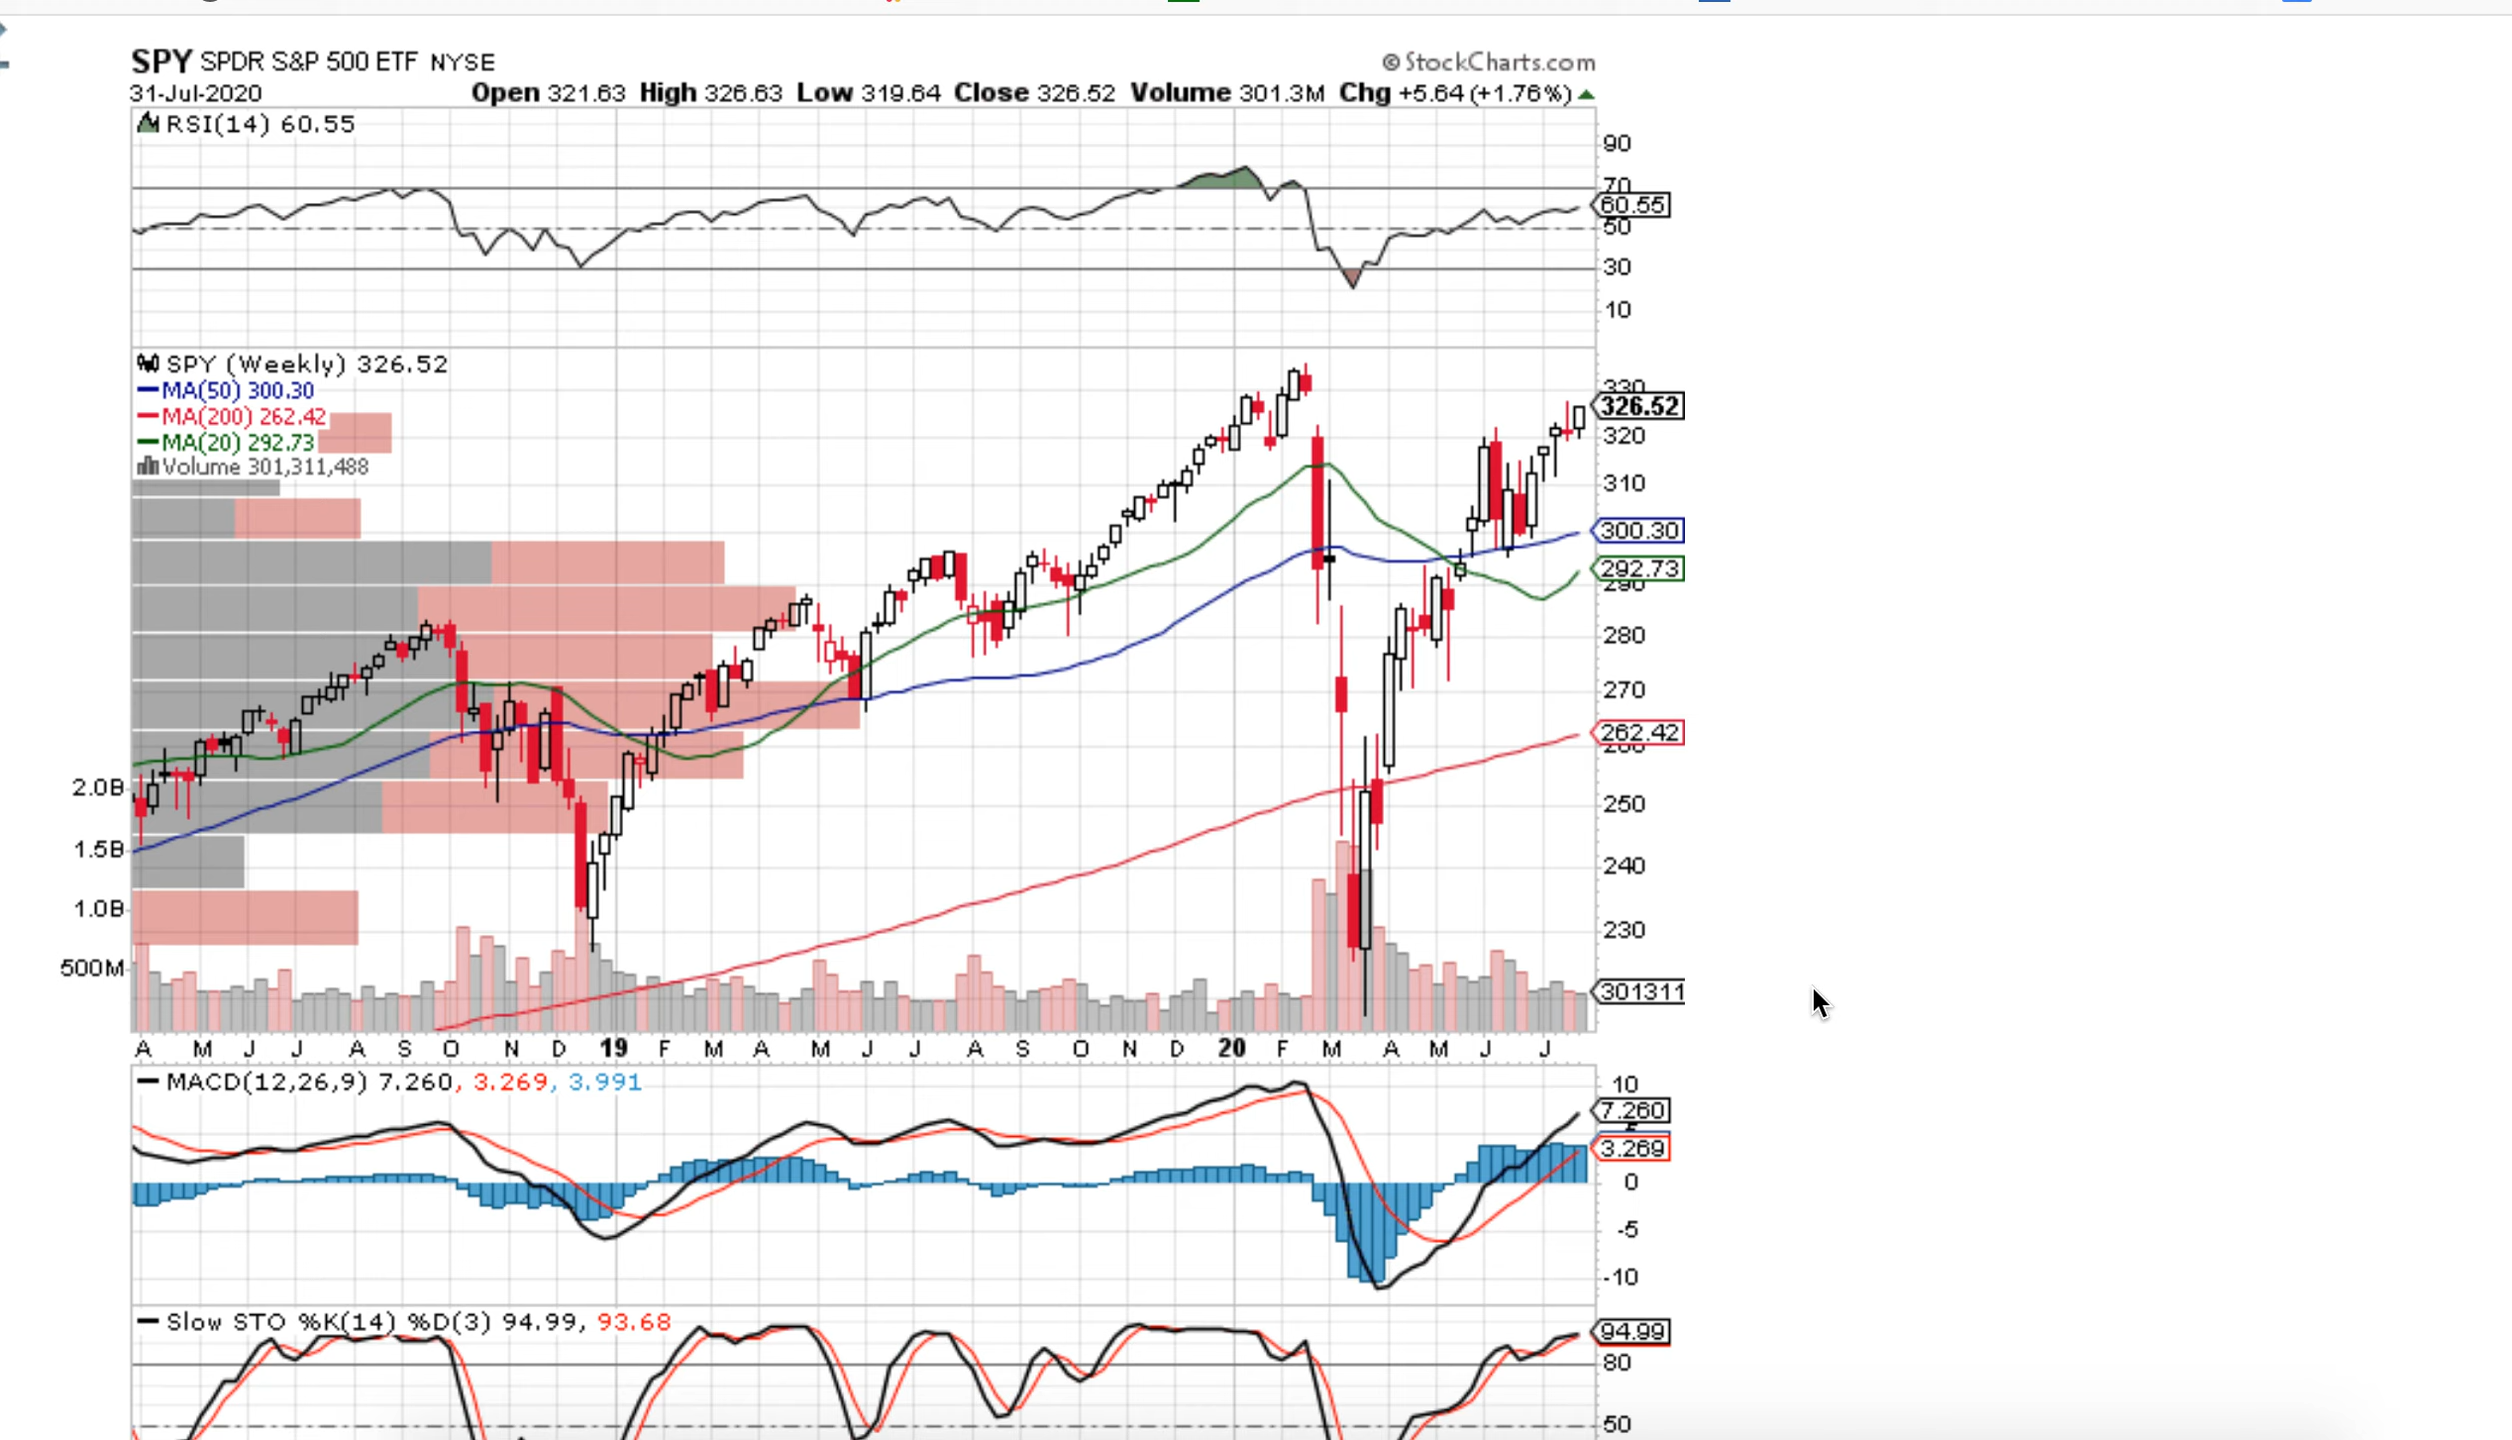 SPY SPDR S&P 500 ETF NYSE © StockCharts.com
31-Jul-2020 Open 321.63 High 326.63 Low 319.64 Close 326.52 Volume 301.3M Chg +5.64 (+1.76%)
RSI(14) 60.55
90
70
60.55
50
30
10
SPY (Weekly) 326.52
MA(50) 300.30
MA(200) 262.42
MA(20) 292.73
Volume 301,311,488
330
326.52
320
310
300.30
292.73
290
280
270
262.42
260
2.0B 250
1.5B 240
1.0B 230
500M
301311
A M J J A S O N D 19 F M A M J J A S O N D 20 F M A M J J
MACD(12,26,9) 7.260, 3.269, 3.991
10
7.260
3.269
0
-5
-10
Slow STO %K(14) %D(3) 94.99, 93.68
94.99
80
50